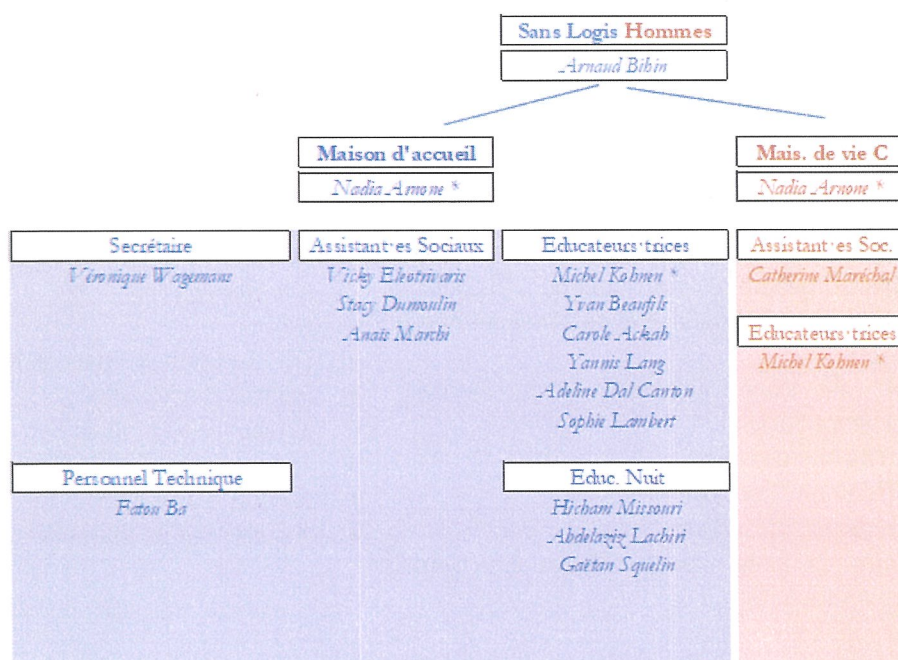 Sans Logis Hommes
Arnaud Bihin
Maison d'accueil
Nadia Arnone *
Mais. de vie C
Nadia Arnone *
Secrétaire
Véronique Wagemans
Assistant·es Sociaux
Vicky Eleotrivaris
Stacy Dumoulin
Anaïs Marchi
Educateurs·trices
Michel Kohnen *
Yvan Beaufils
Carole Ackah
Yannis Lang
Adeline Dal Canton
Sophie Lambert
Assistant·es Soc.
Catherine Maréchal
Educateurs·trices
Michel Kohnen *
Personnel Technique
Fatou Ba
Educ. Nuit
Hicham Missouri
Abdelaziz Lachiri
Gaëtan Squelin